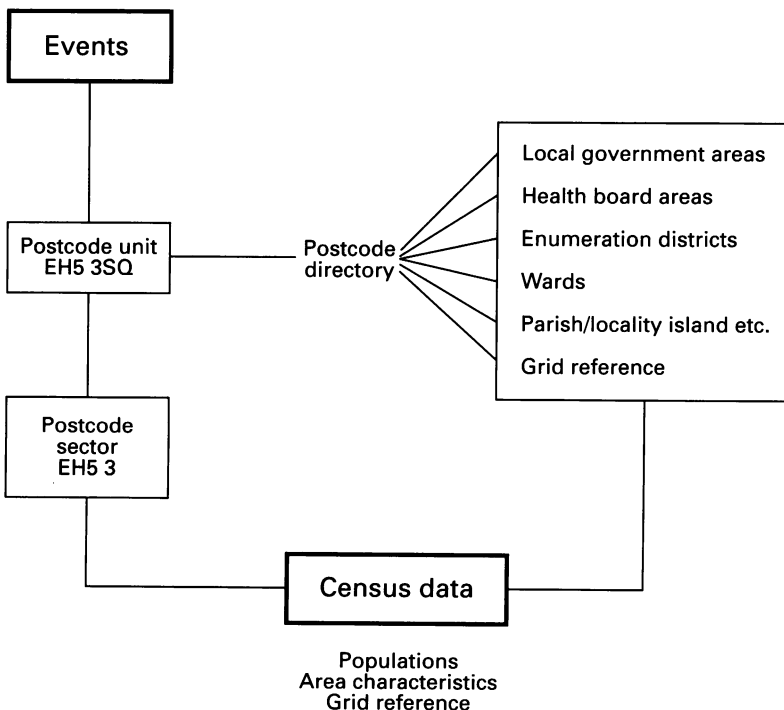 Events
Postcode unit
EH5 3SQ
Postcode
directory
Local government areas
Health board areas
Enumeration districts
Wards
Parish/locality island etc.
Grid reference
Postcode
sector
EH5 3
Census data
Populations
Area characteristics
Grid reference